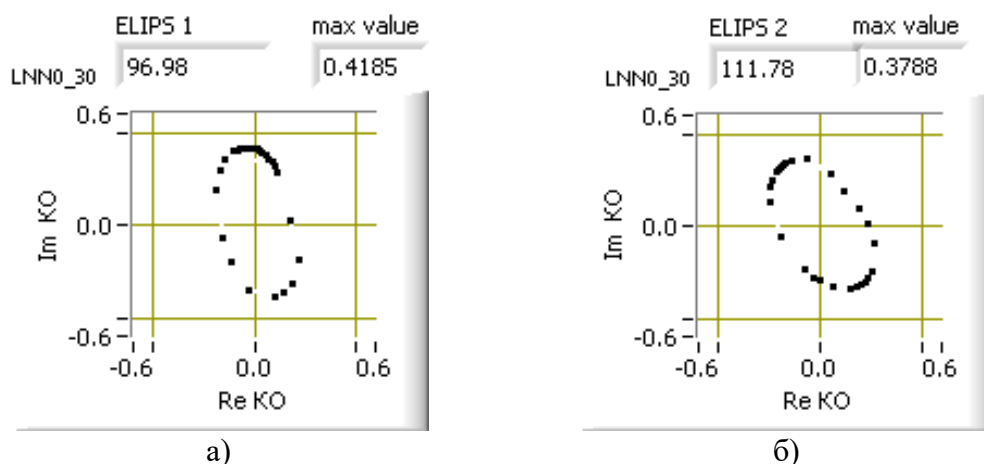 ELIPS 1
max value
LNN0_30
96.98
0.4185
0.6
0.0
-0.6
Im KO
-0.6
0.0
0.6
Re KO
а)
ELIPS 2
max value
LNN0_30
111.78
0.3788
0.6
0.0
-0.6
Im KO
-0.6
0.0
0.6
Re KO
б)